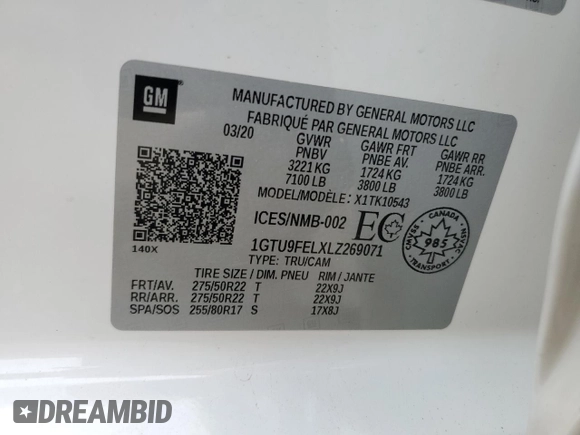 GM
MANUFACTURED BY GENERAL MOTORS LLC
FABRIQUÉ PAR GENERAL MOTORS LLC
03/20 GVWR GAWR FRT GAWR RR
PNBV PNBE AV. PNBE ARR.
3221 KG 1724 KG 1724 KG
7100 LB 3800 LB 3800 LB
MODEL/MODÈLE: X1TK10543
ICES/NMB-002 EC
1GTU9FELXLZ269071
TYPE: TRU/CAM
140X
CANADA
985
TRANSPORT
TIRE SIZE / DIM. PNEU RIM / JANTE
FRT/AV. 275/50R22 T 22X9J
RR/ARR. 275/50R22 T 22X9J
SPA/SOS 255/80R17 S 17X8J
DREAMBID